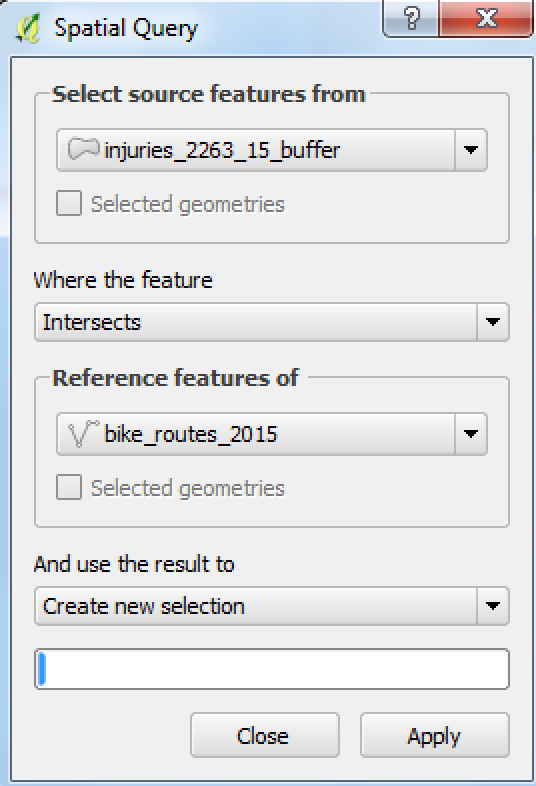 Spatial Query
?
X
Select source features from
injuries_2263_15_buffer
Selected geometries
Where the feature
Intersects
Reference features of
bike_routes_2015
Selected geometries
And use the result to
Create new selection
Close Apply